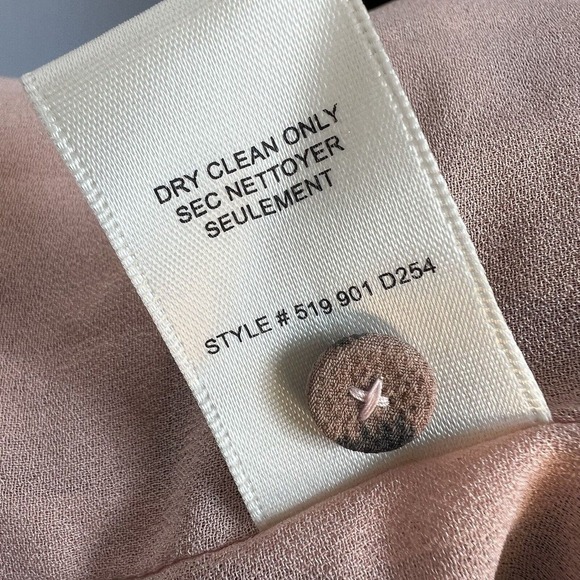 DRY CLEAN ONLY
SEC NETTOYER
SEULEMENT
STYLE # 519 901 D254